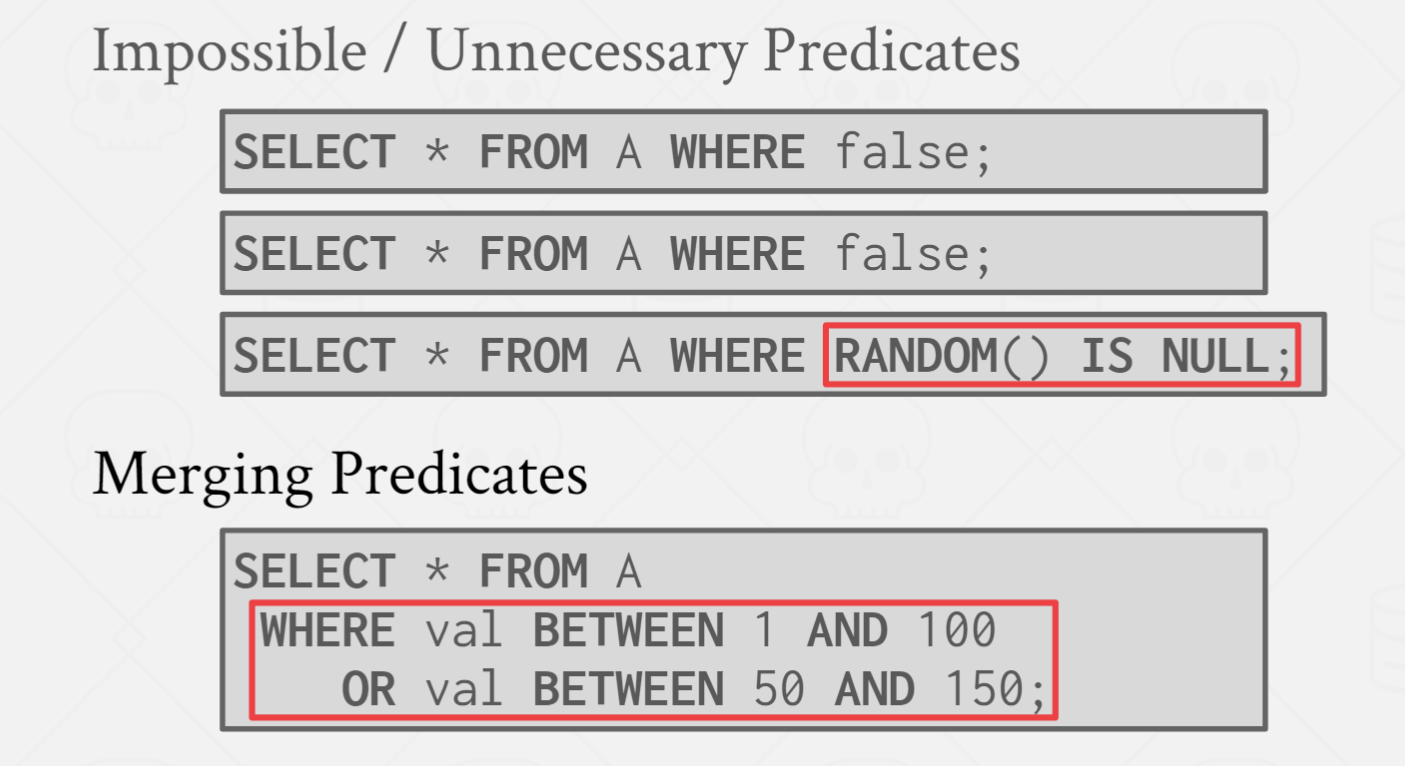 Impossible / Unnecessary Predicates
SELECT * FROM A WHERE false;
SELECT * FROM A WHERE false;
SELECT * FROM A WHERE RANDOM() IS NULL;
Merging Predicates
SELECT * FROM A
WHERE val BETWEEN 1 AND 100
OR val BETWEEN 50 AND 150;